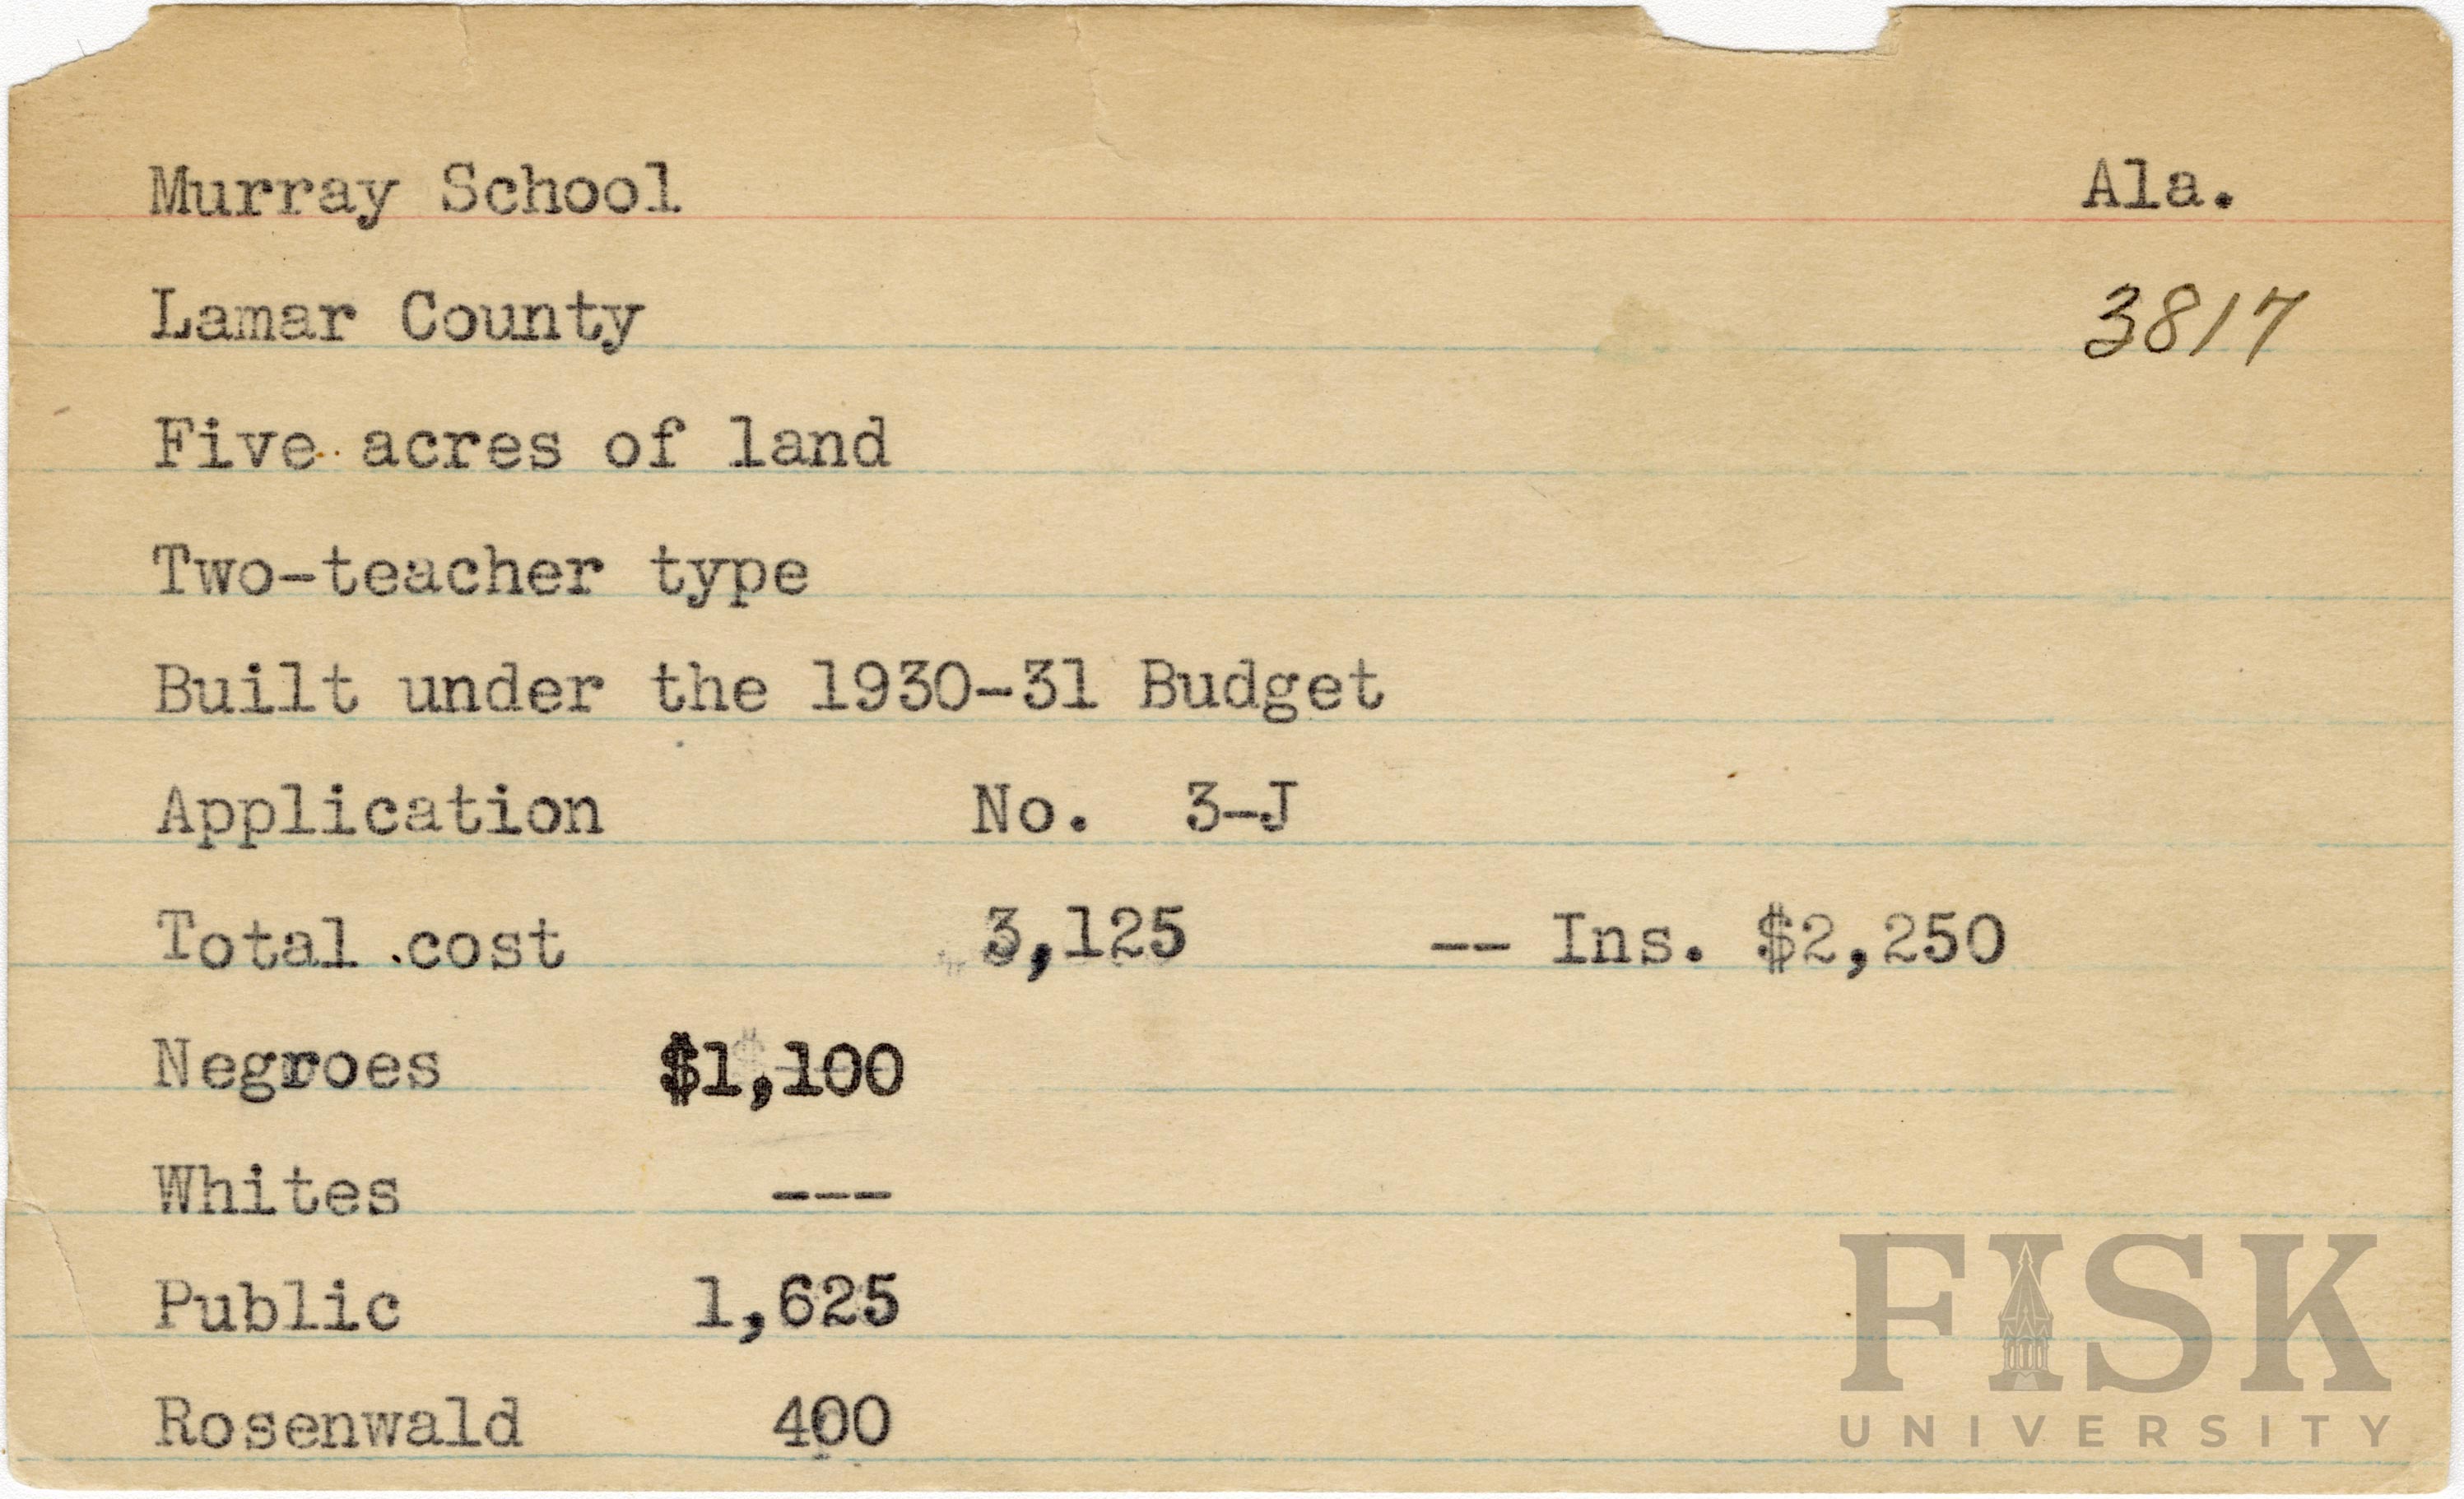 Murray School Ala.
Lamar County 3817
Five acres of land
Two-teacher type
Built under the 1930-31 Budget
Application No. 3-J
Total cost 3,125 -- Ins. $2,250
Negroes $1,100
Whites ---
Public 1,625
Rosenwald 400
FISK
UNIVERSITY